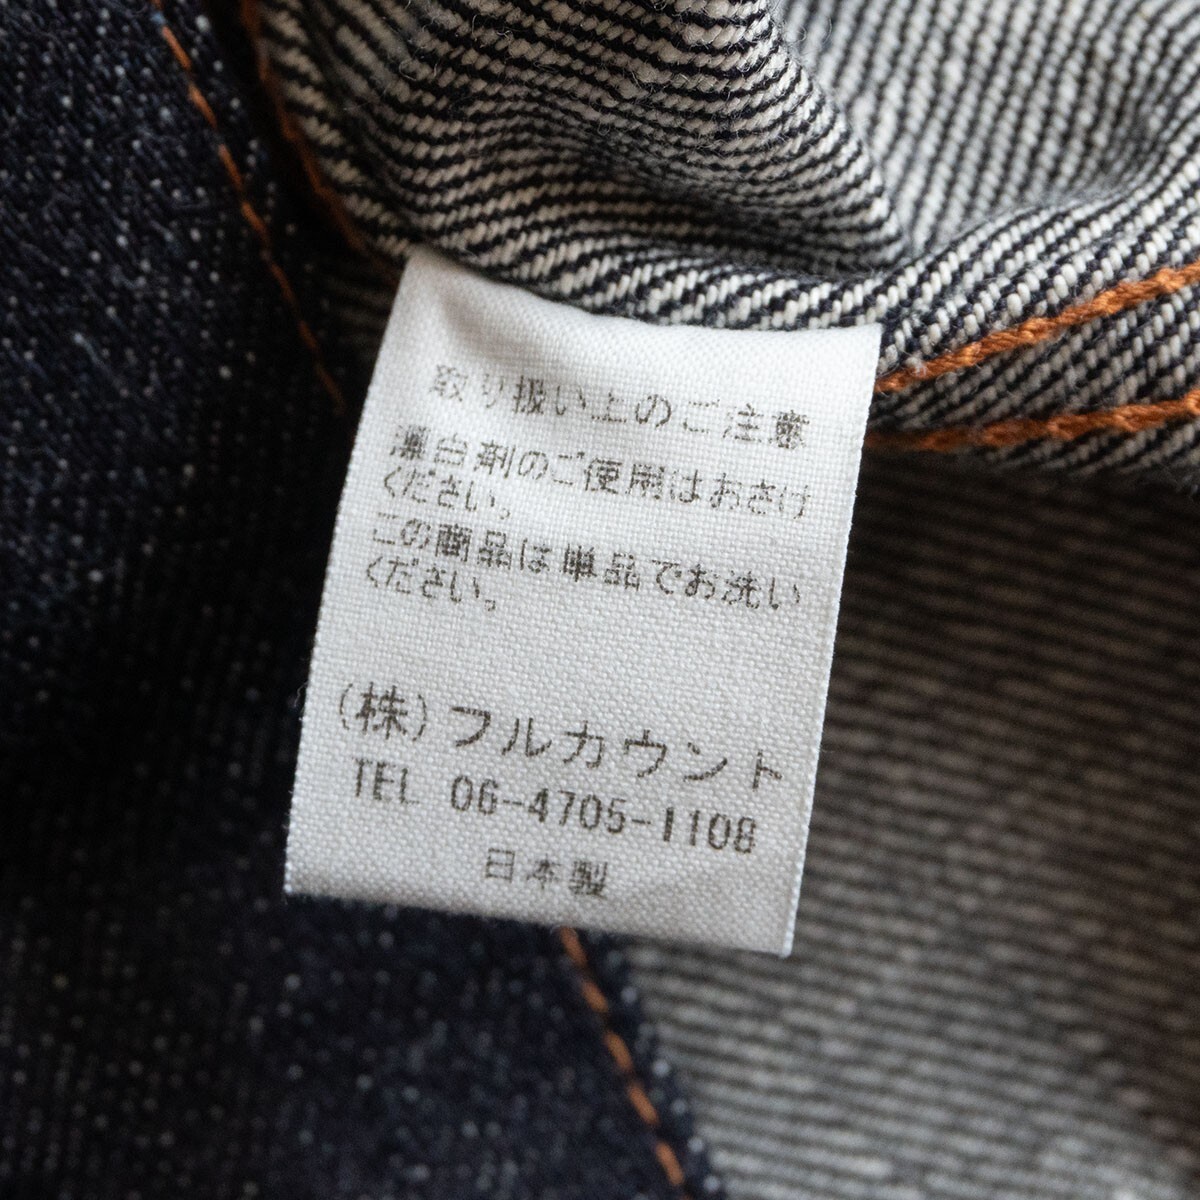 取り扱い上のご注意
漂白剤のご使用はおさけ
ください。
この商品は単品でお洗い
ください。
(株)フルカウント
TEL 06-4705-1108
日本製